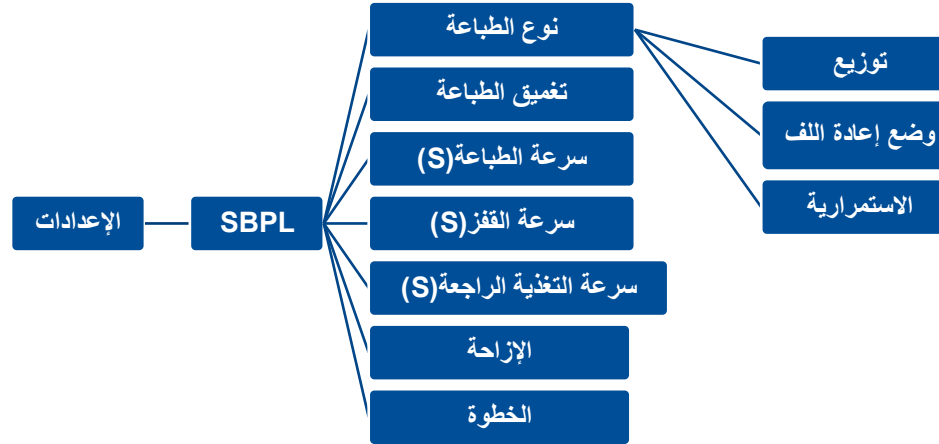 الإعدادات
SBPL
نوع الطباعة
تغميق الطباعة
سرعة الطباعة(S)
سرعة القفز(S)
سرعة التغذية الراجعة(S)
الإزاحة
الخطوة
توزيع
وضع إعادة اللف
الاستمرارية